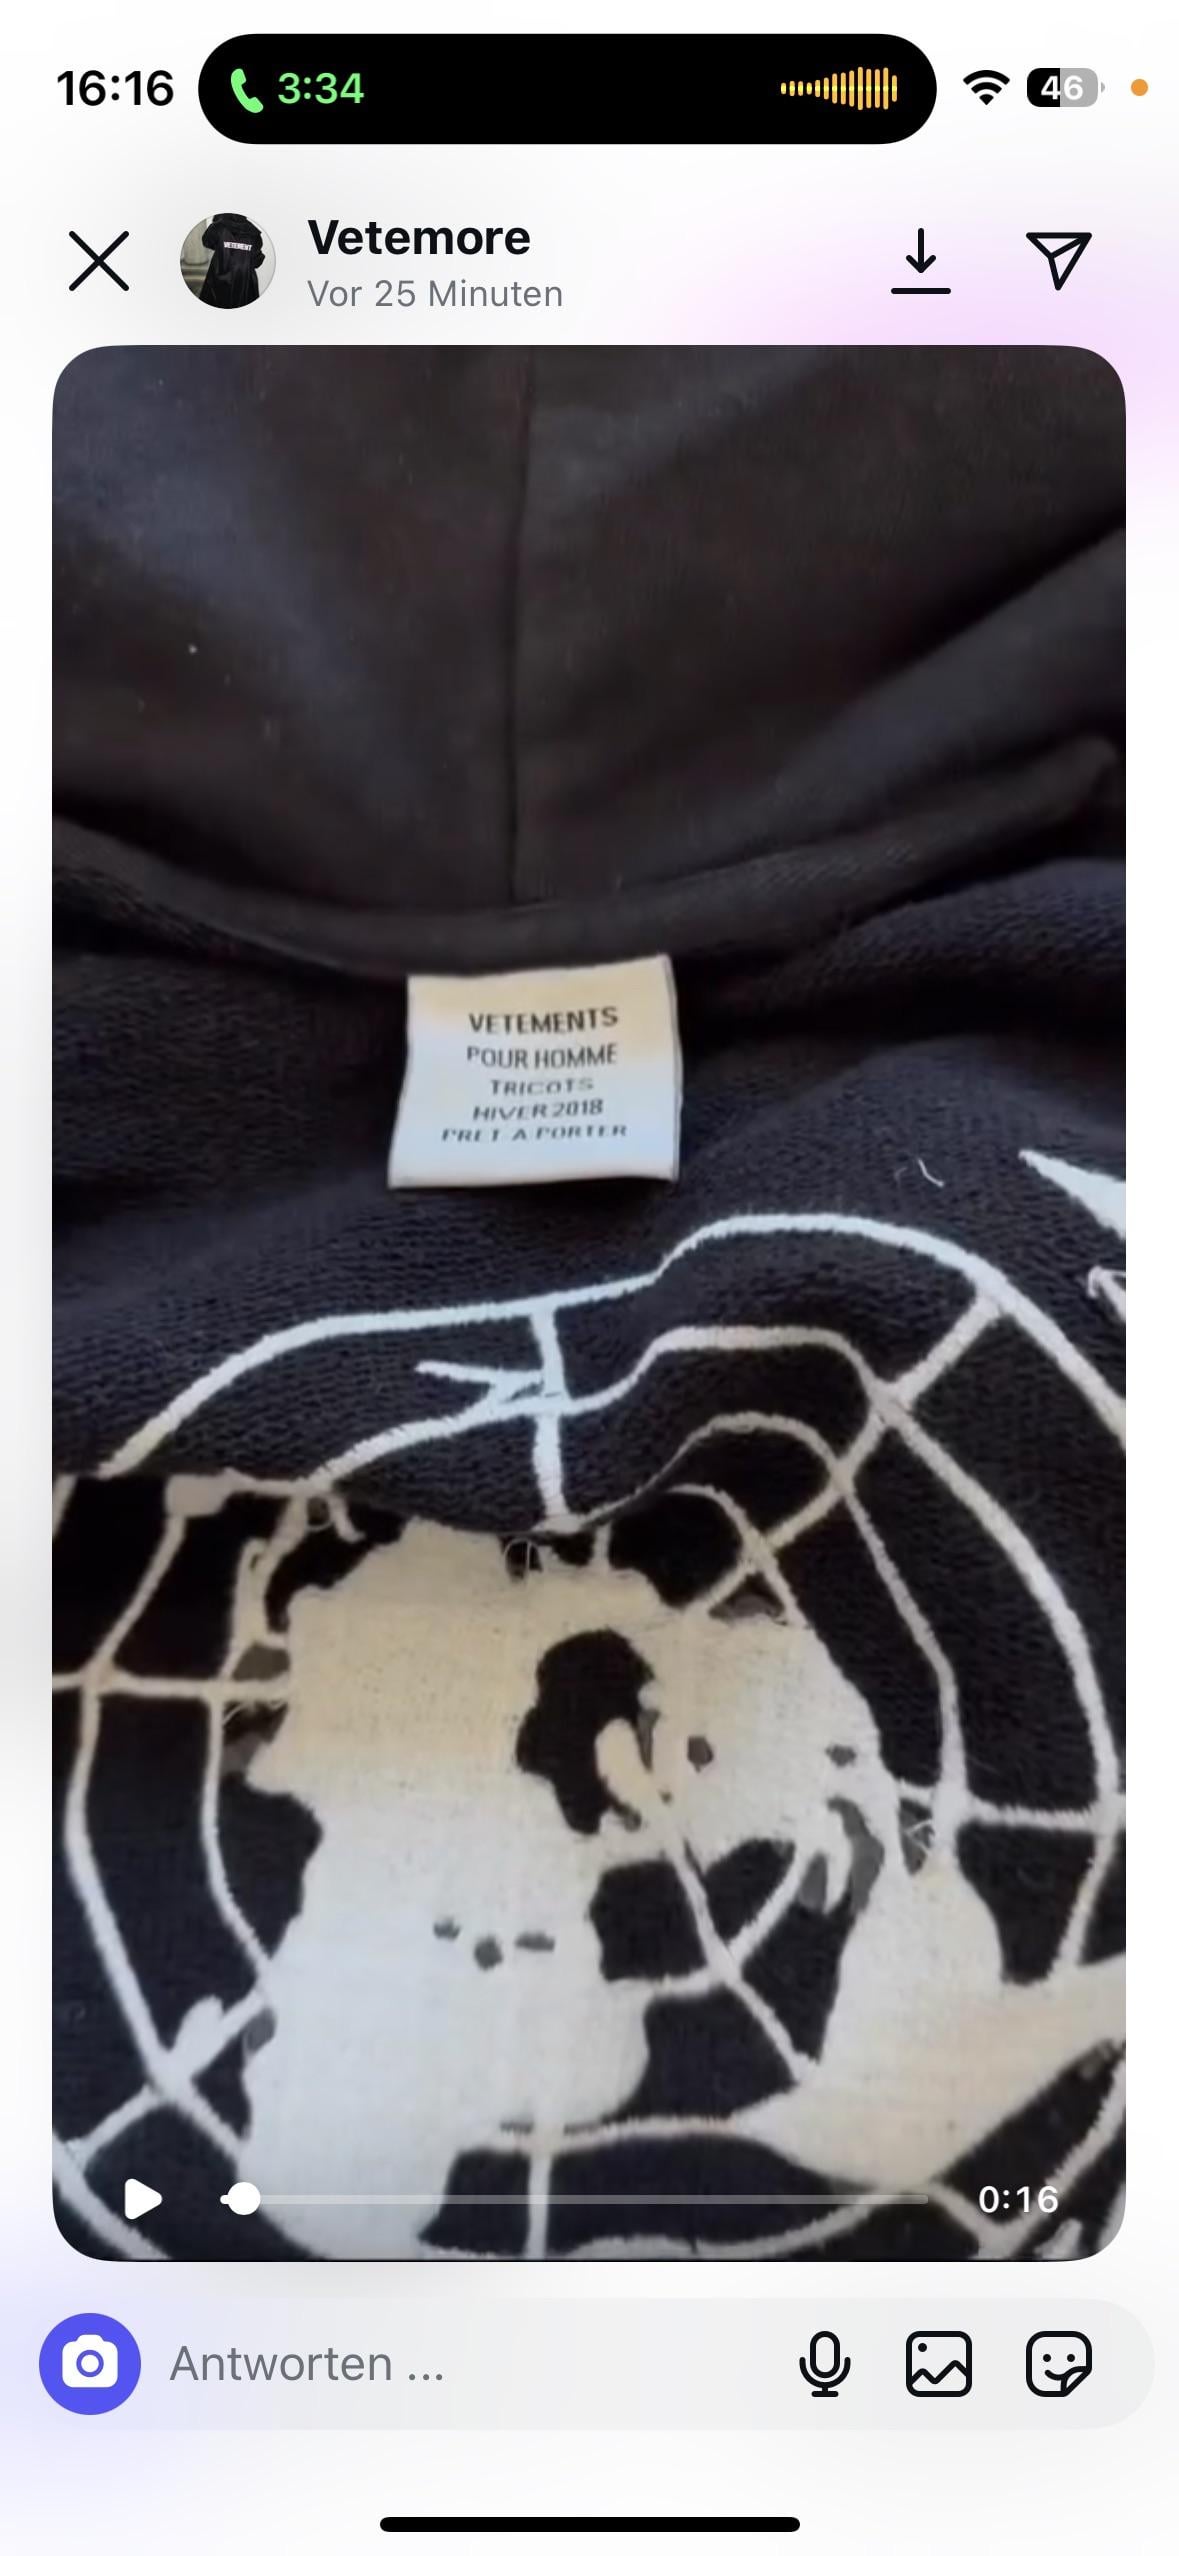 16:16
3:34
46
VETEMENT
Vetemore
Vor 25 Minuten
VETEMENTS
POUR HOMME
TRICOTS
HIVER 2018
PRET A PORTER
0:16
Antworten ...